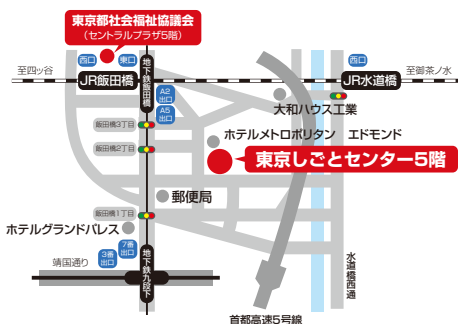 東京都社会福祉協議会
（セントラルプラザ5階）
西口
東口
西口
至四ッ谷
至御茶ノ水
JR飯田橋
地下鉄飯田橋
JR水道橋
A2
出口
A5
出口
大和ハウス工業
飯田橋3丁目
ホテルメトロポリタン　エドモンド
飯田橋2丁目
東京しごとセンター5階
郵便局
飯田橋1丁目
ホテルグランドパレス
7番
出口
3番
出口
靖国通り
地下鉄九段下
水道橋西通
首都高速5号線